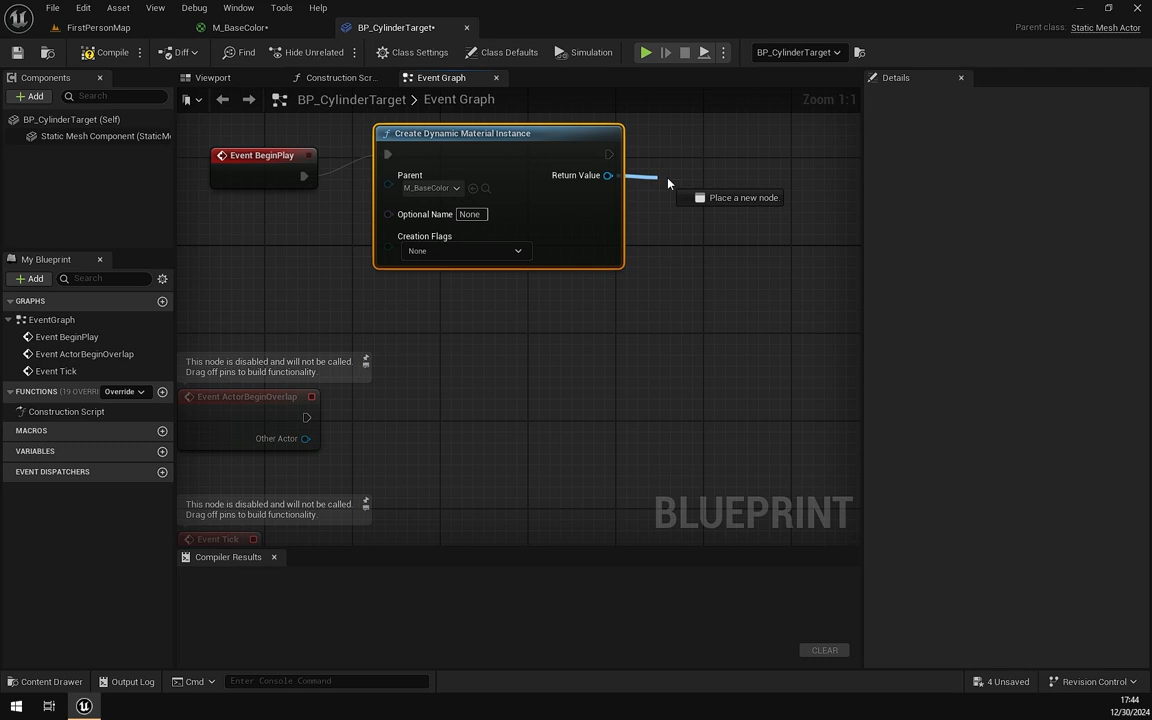 File Edit Asset View Debug Window Tools Help
FirstPersonMap M_BaseColor* BP_CylinderTarget* Parent class: Static Mesh Actor
Compile Diff Find Hide Unrelated Class Settings Class Defaults Simulation BP_CylinderTarget
Components Viewport Construction Scr... Event Graph Details
+ Add Search BP_CylinderTarget > Event Graph Zoom 1:1
BP_CylinderTarget (Self)
Static Mesh Component (StaticM
Create Dynamic Material Instance
Event BeginPlay
Parent
M_BaseColor
Return Value
Place a new node.
Optional Name None
Creation Flags
None
My Blueprint
+ Add Search
GRAPHS
EventGraph
Event BeginPlay
Event ActorBeginOverlap
Event Tick
FUNCTIONS (19 OVERRI Override
Construction Script
MACROS
VARIABLES
EVENT DISPATCHERS
This node is disabled and will not be called.
Drag off pins to build functionality.
Event ActorBeginOverlap
Other Actor
This node is disabled and will not be called.
Drag off pins to build functionality.
Event Tick
BLUEPRINT
Compiler Results
CLEAR
Content Drawer Output Log Cmd Enter Console Command 4 Unsaved Revision Control
17:44
12/30/2024